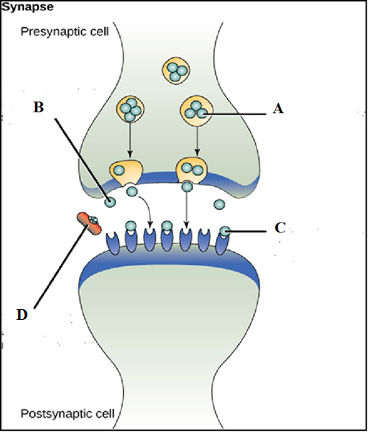 Synapse
Presynaptic cell
B
A
C
D
Postsynaptic cell